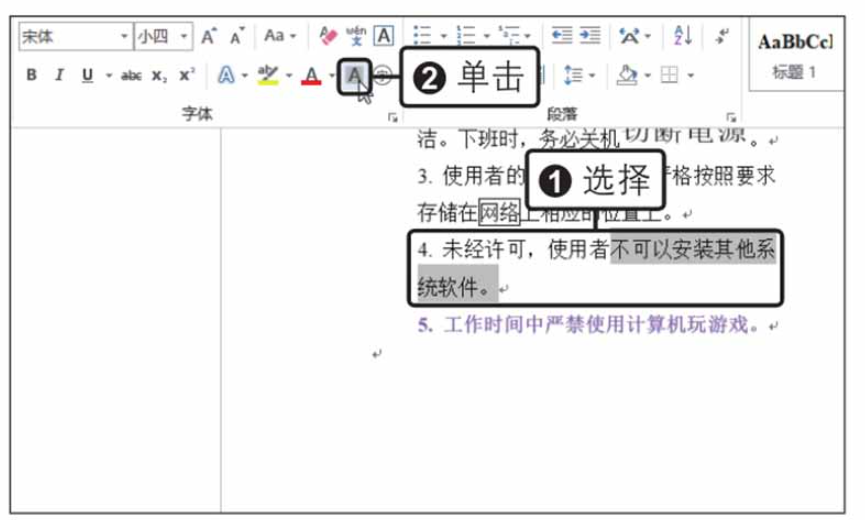 宋体 小四 Aa wén 文 A AaBbCcl
B I U abc x₂ x² A aby A A 标题 1
字体 段落
❷ 单击
洁。下班时，务必关机切断电源。
❶ 选择
3. 使用者的 格按照要求
存储在网络上相应的位置上。
4. 未经许可，使用者不可以安装其他系
统软件。
5. 工作时间中严禁使用计算机玩游戏。